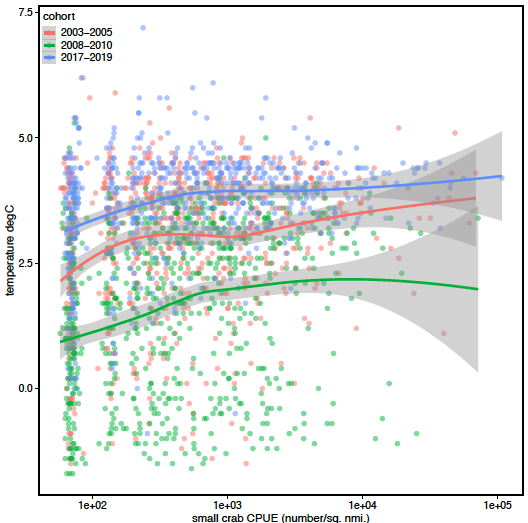 cohort
2003−2005
2008−2010
2017−2019
7.5
5.0
2.5
0.0
temperature degC
1e+02 1e+03 1e+04 1e+05
small crab CPUE (number/sq. nmi.)